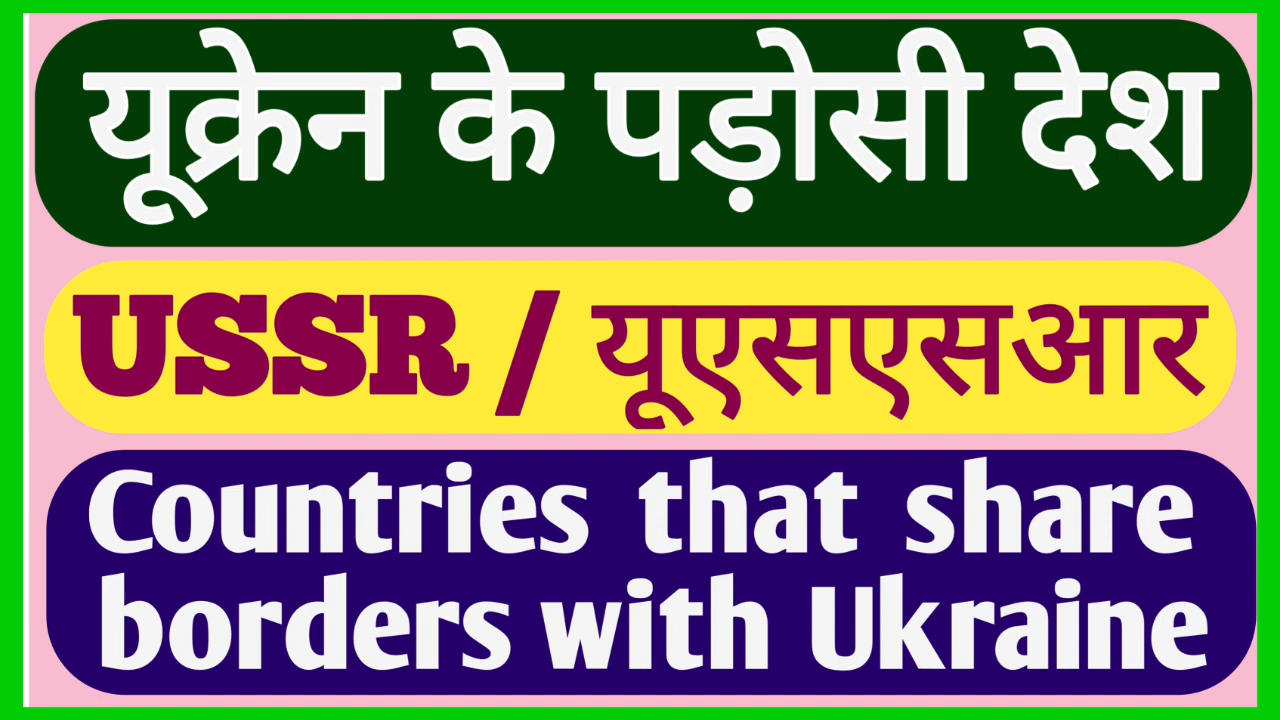 यूक्रेन के पड़ोसी देश
USSR / यूएसएसआर
Countries that share
borders with Ukraine